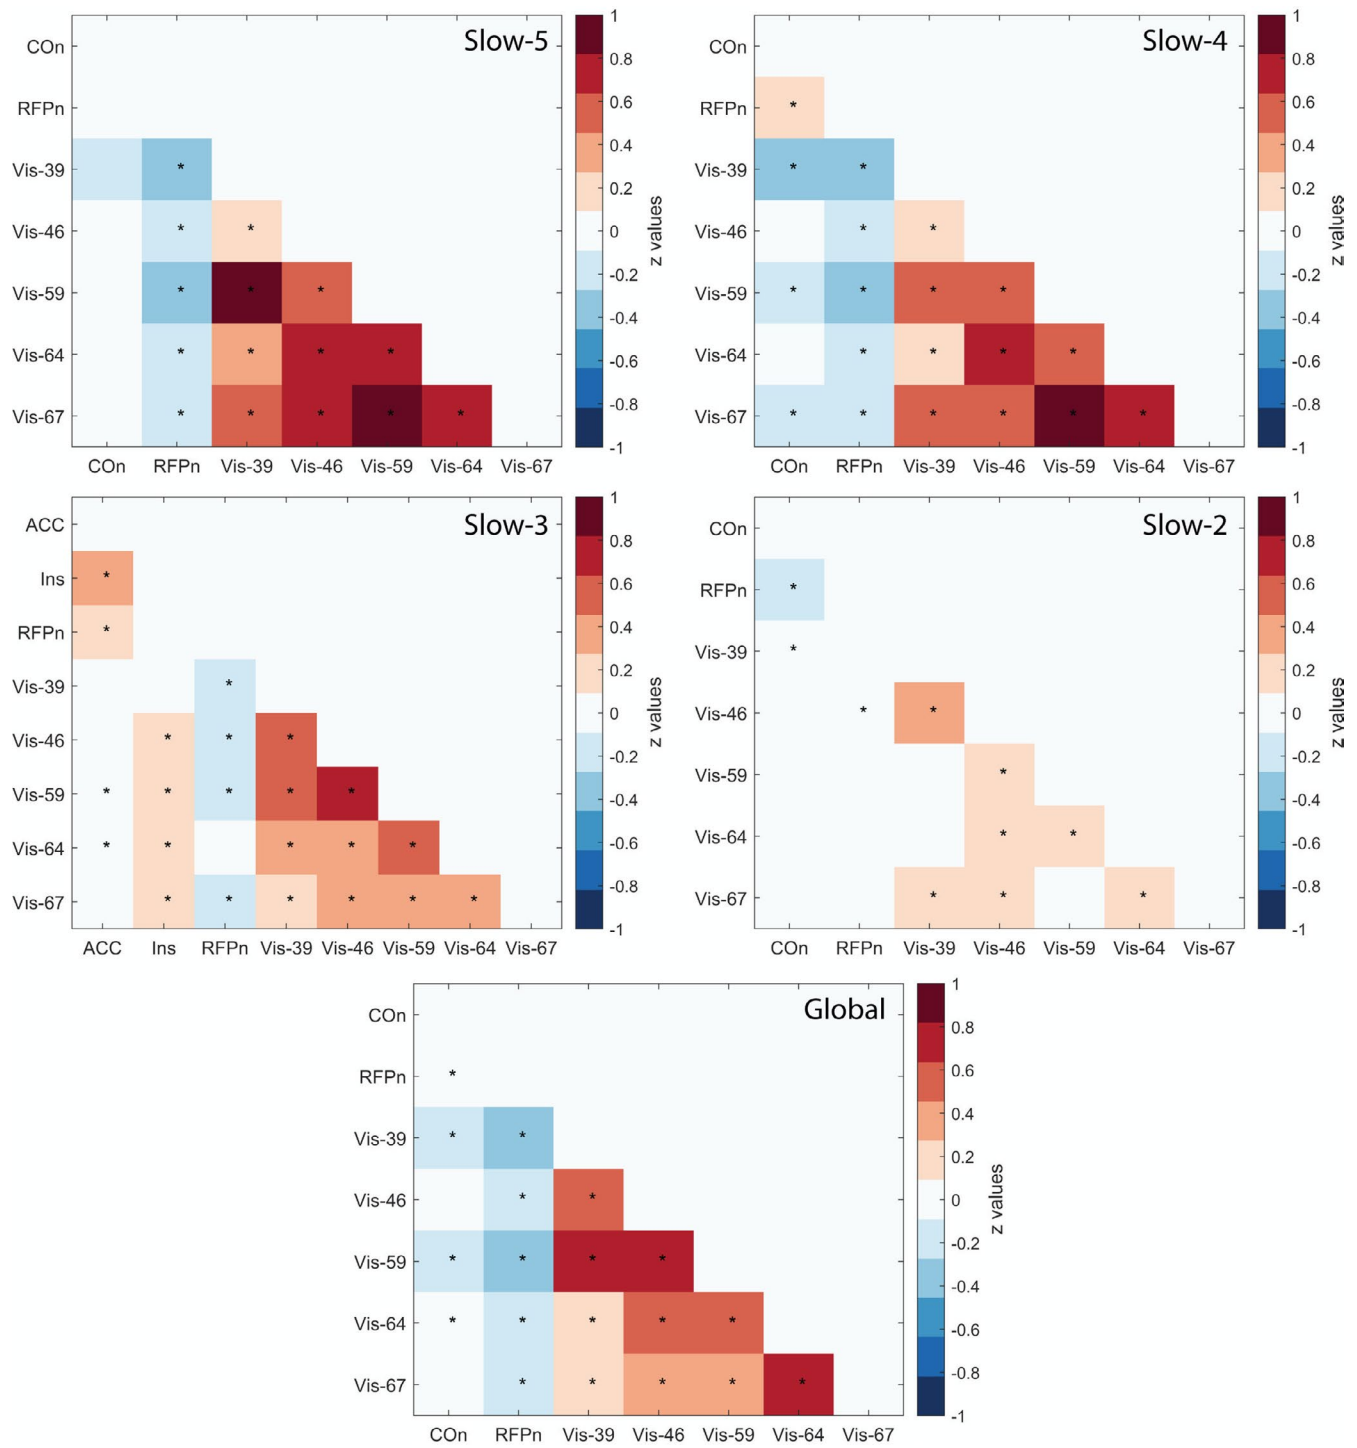 Slow-5
COn
RFPn
Vis-39
Vis-46
Vis-59
Vis-64
Vis-67
* 
* *
* * *
* * * *
* * * * *
COn RFPn Vis-39 Vis-46 Vis-59 Vis-64 Vis-67
1
0.8
0.6
0.4
0.2
0
-0.2
-0.4
-0.6
-0.8
-1
z values
Slow-4
COn
RFPn
Vis-39
Vis-46
Vis-59
Vis-64
Vis-67
*
* *
* *
* * * *
* * * *
* * * * * *
COn RFPn Vis-39 Vis-46 Vis-59 Vis-64 Vis-67
1
0.8
0.6
0.4
0.2
0
-0.2
-0.4
-0.6
-0.8
-1
z values
Slow-3
ACC
Ins
RFPn
Vis-39
Vis-46
Vis-59
Vis-64
Vis-67
*
*
*
* * *
* * * * *
* * * * *
* * * * * *
ACC Ins RFPn Vis-39 Vis-46 Vis-59 Vis-64 Vis-67
1
0.8
0.6
0.4
0.2
0
-0.2
-0.4
-0.6
-0.8
-1
z values
Slow-2
COn
RFPn
Vis-39
Vis-46
Vis-59
Vis-64
Vis-67
*
*
* *
*
* *
* * *
COn RFPn Vis-39 Vis-46 Vis-59 Vis-64 Vis-67
1
0.8
0.6
0.4
0.2
0
-0.2
-0.4
-0.6
-0.8
-1
z values
Global
COn
RFPn
Vis-39
Vis-46
Vis-59
Vis-64
Vis-67
*
* *
* *
* * * *
* * * * *
* * * * *
COn RFPn Vis-39 Vis-46 Vis-59 Vis-64 Vis-67
1
0.8
0.6
0.4
0.2
0
-0.2
-0.4
-0.6
-0.8
-1
z values